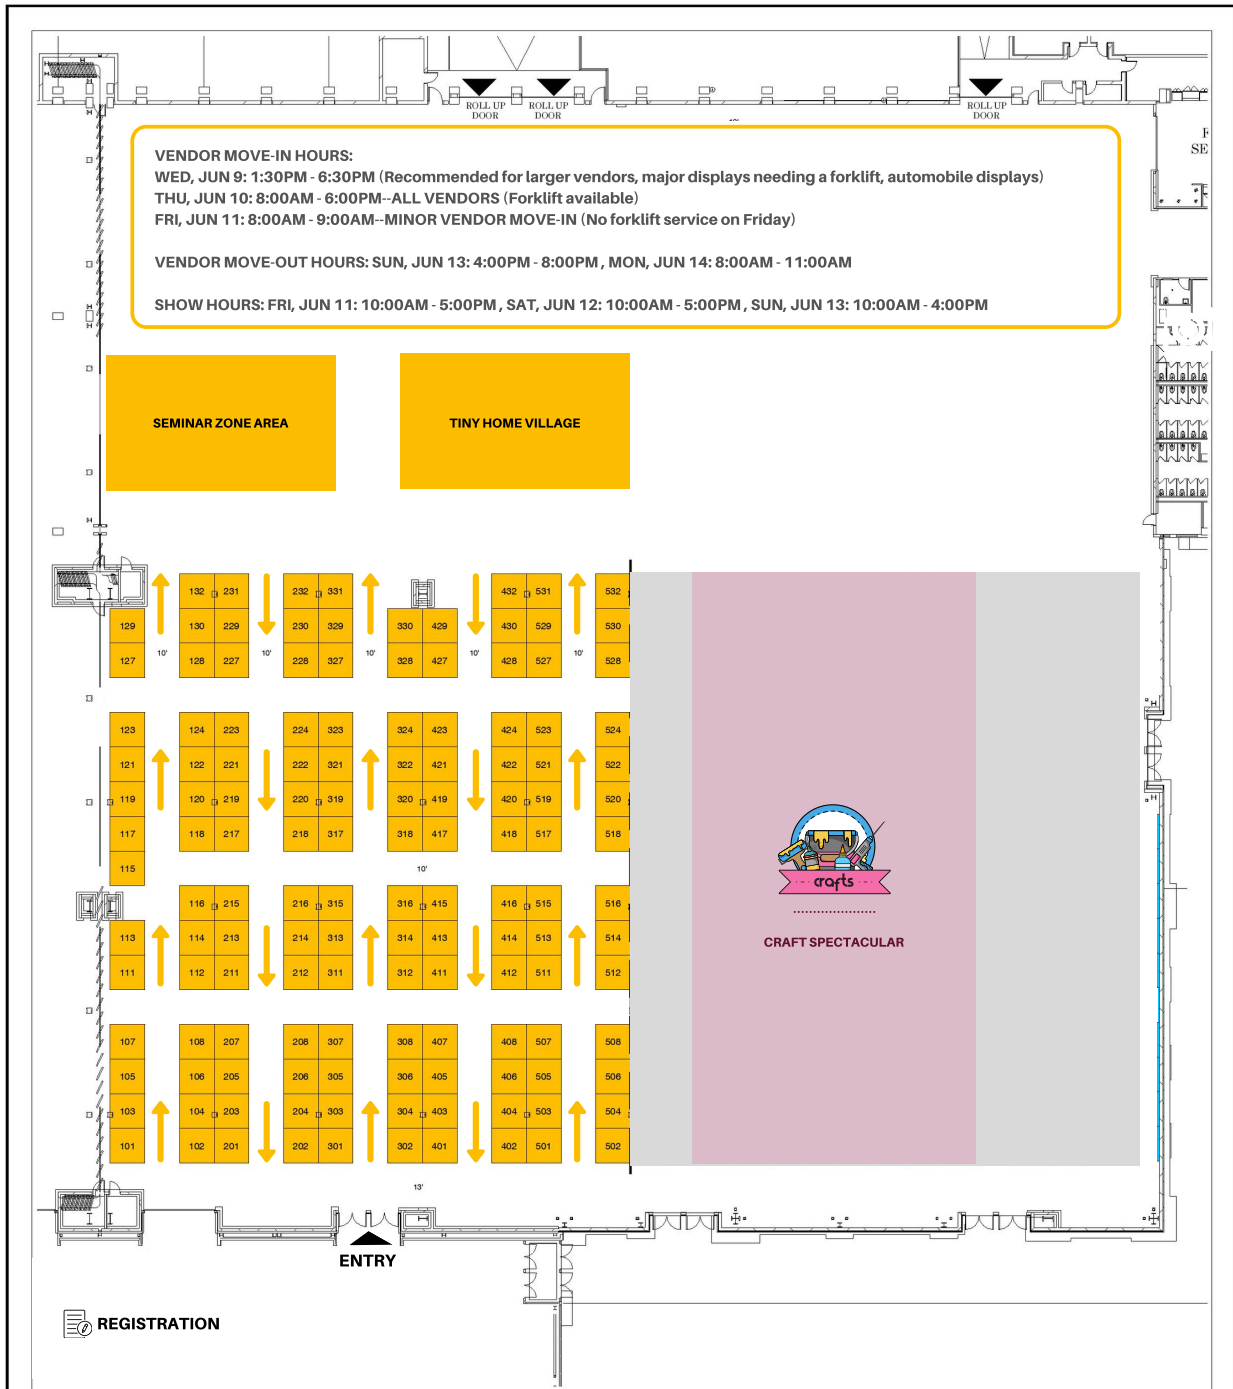 ROLL UP
DOOR
ROLL UP
DOOR
ROLL UP
DOOR
SE
VENDOR MOVE-IN HOURS:
WED, JUN 9: 1:30PM - 6:30PM (Recommended for larger vendors, major displays needing a forklift, automobile displays)
THU, JUN 10: 8:00AM - 6:00PM--ALL VENDORS (Forklift available)
FRI, JUN 11: 8:00AM - 9:00AM--MINOR VENDOR MOVE-IN (No forklift service on Friday)
VENDOR MOVE-OUT HOURS: SUN, JUN 13: 4:00PM - 8:00PM , MON, JUN 14: 8:00AM - 11:00AM
SHOW HOURS: FRI, JUN 11: 10:00AM - 5:00PM , SAT, JUN 12: 10:00AM - 5:00PM , SUN, JUN 13: 10:00AM - 4:00PM
SEMINAR ZONE AREA
TINY HOME VILLAGE
132 231 232 331 432 531 532
129 130 229 230 329 330 429 430 529 530
10' 10' 10' 10' 10'
127 128 227 228 327 328 427 428 527 528
123 124 223 224 323 324 423 424 523 524
121 122 221 222 321 322 421 422 521 522
119 120 219 220 319 320 419 420 519 520
117 118 217 218 317 318 417 418 517 518
115
10'
116 215 216 315 316 415 416 515 516
113 114 213 214 313 314 413 414 513 514
111 112 211 212 311 312 411 412 511 512
107 108 207 208 307 308 407 408 507 508
105 106 205 206 305 306 405 406 505 506
103 104 203 204 303 304 403 404 503 504
101 102 201 202 301 302 401 402 501 502
13'
crafts
CRAFT SPECTACULAR
ENTRY
REGISTRATION